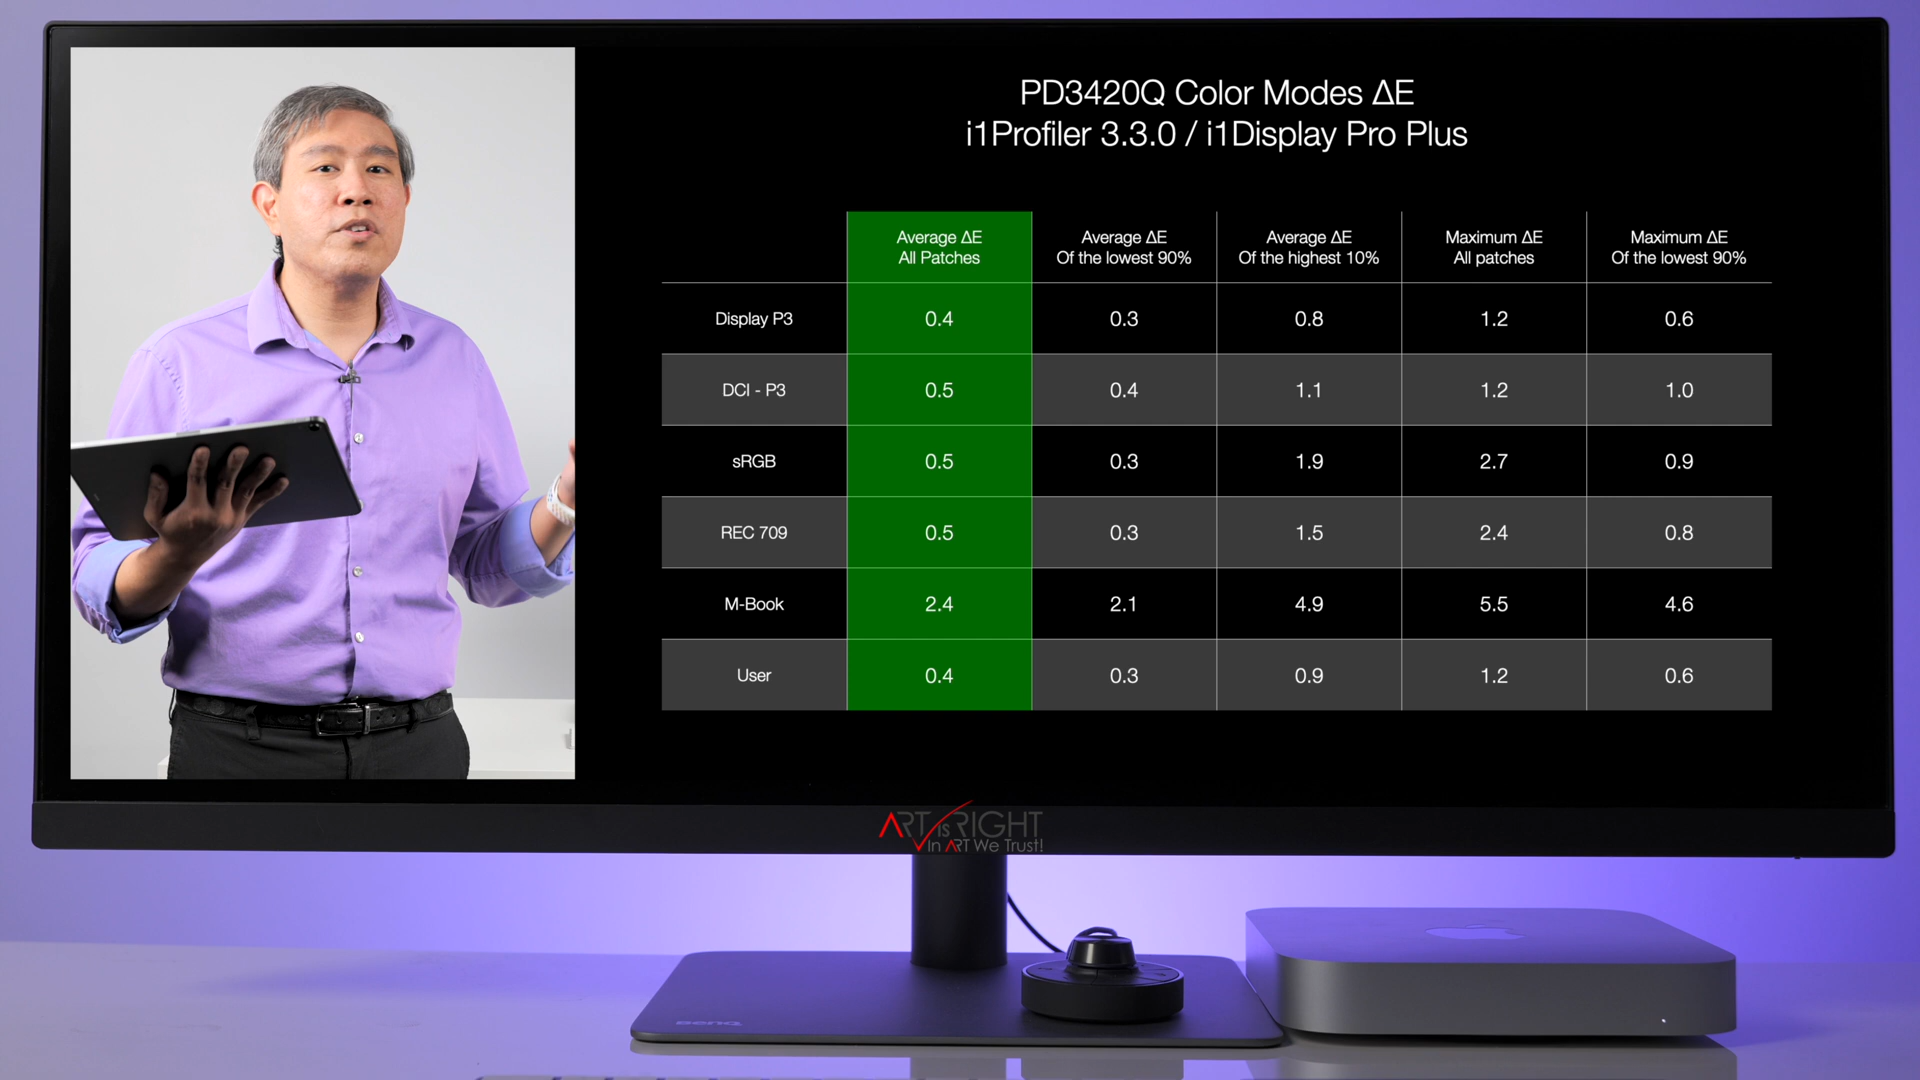 PD3420Q Color Modes ΔE
i1Profiler 3.3.0 / i1Display Pro Plus
Average ΔE All Patches
Average ΔE Of the lowest 90%
Average ΔE Of the highest 10%
Maximum ΔE All patches
Maximum ΔE Of the lowest 90%
Display P3 0.4 0.3 0.8 1.2 0.6
DCI - P3 0.5 0.4 1.1 1.2 1.0
sRGB 0.5 0.3 1.9 2.7 0.9
REC 709 0.5 0.3 1.5 2.4 0.8
M-Book 2.4 2.1 4.9 5.5 4.6
User 0.4 0.3 0.9 1.2 0.6
ART is RIGHT
In ART We Trust!
BenQ